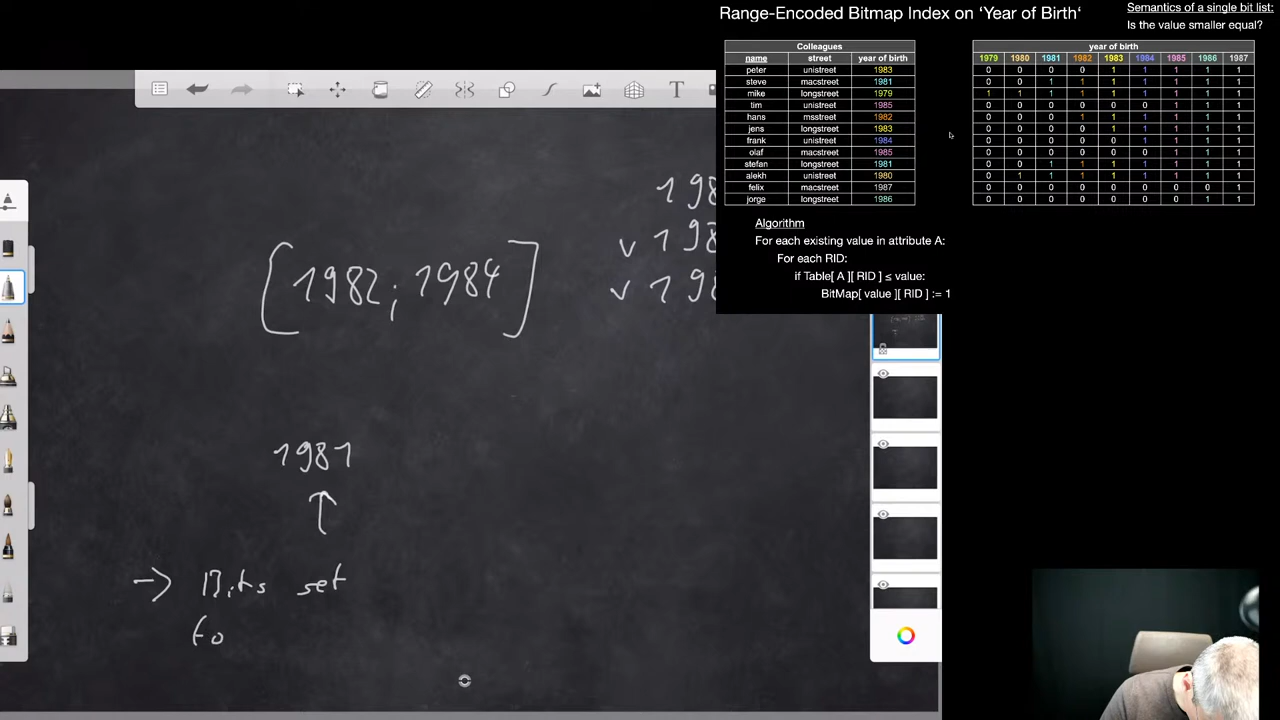 Range-Encoded Bitmap Index on ‘Year of Birth‘
Semantics of a single bit list:
Is the value smaller equal?
Colleagues
name street year of birth
peter unistreet 1983
steve macstreet 1981
mike longstreet 1979
tim unistreet 1985
hans msstreet 1982
jens longstreet 1983
frank unistreet 1984
olaf macstreet 1985
stefan longstreet 1981
alekh unistreet 1980
felix macstreet 1987
jorge longstreet 1986
year of birth
1979 1980 1981 1982 1983 1984 1985 1986 1987
0 0 0 0 1 1 1 1 1
0 0 1 1 1 1 1 1 1
1 1 1 1 1 1 1 1 1
0 0 0 0 0 0 1 1 1
0 0 0 1 1 1 1 1 1
0 0 0 0 1 1 1 1 1
0 0 0 0 0 1 1 1 1
0 0 0 0 0 0 1 1 1
0 0 1 1 1 1 1 1 1
0 1 1 1 1 1 1 1 1
0 0 0 0 0 0 0 0 1
0 0 0 0 0 0 0 1 1
Algorithm
For each existing value in attribute A:
For each RID:
if Table[ A ][ RID ] ≤ value:
BitMap[ value ][ RID ] := 1
T
198
v 198
v 198
[1982; 1984]
1981
↑
→ Bits set
fo